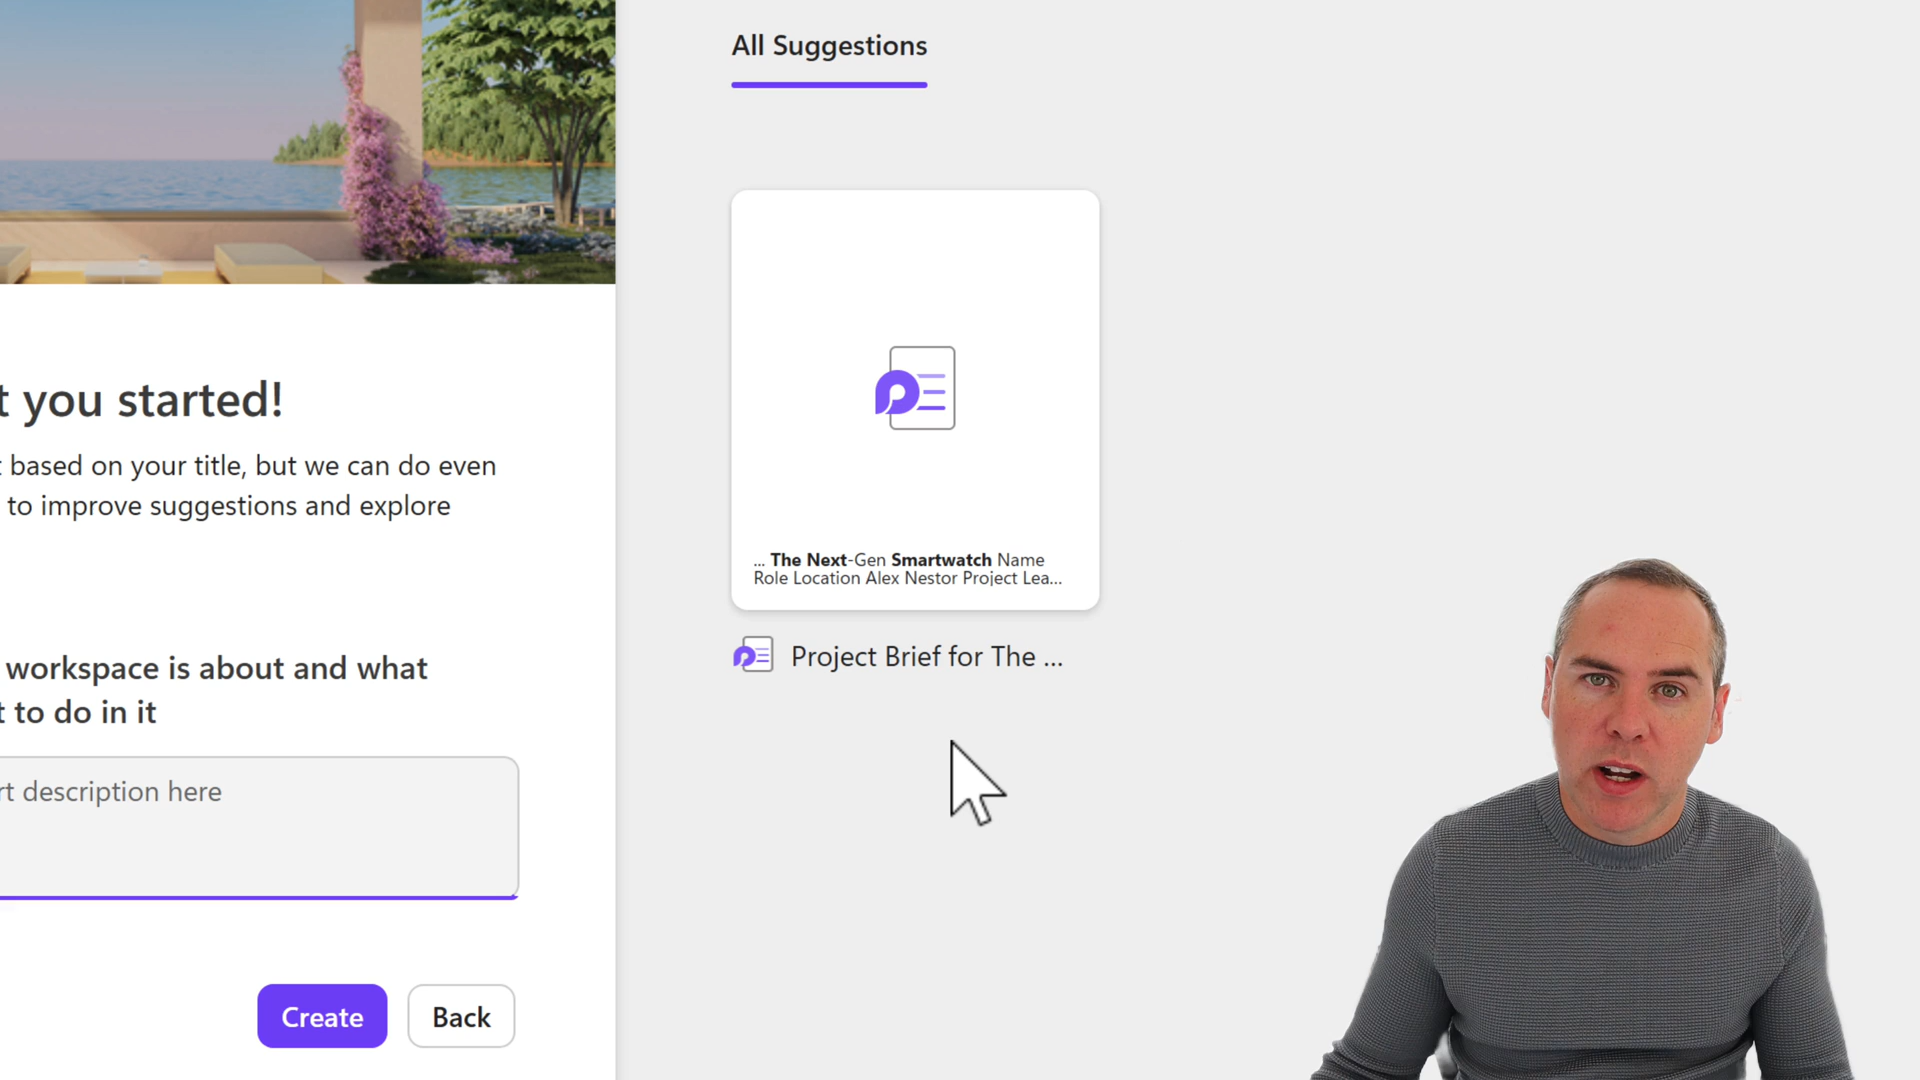 All Suggestions
... The Next-Gen Smartwatch Name
Role Location Alex Nestor Project Lea...
Project Brief for The ...
t you started!
based on your title, but we can do even
to improve suggestions and explore
workspace is about and what
t to do in it
rt description here
Create
Back